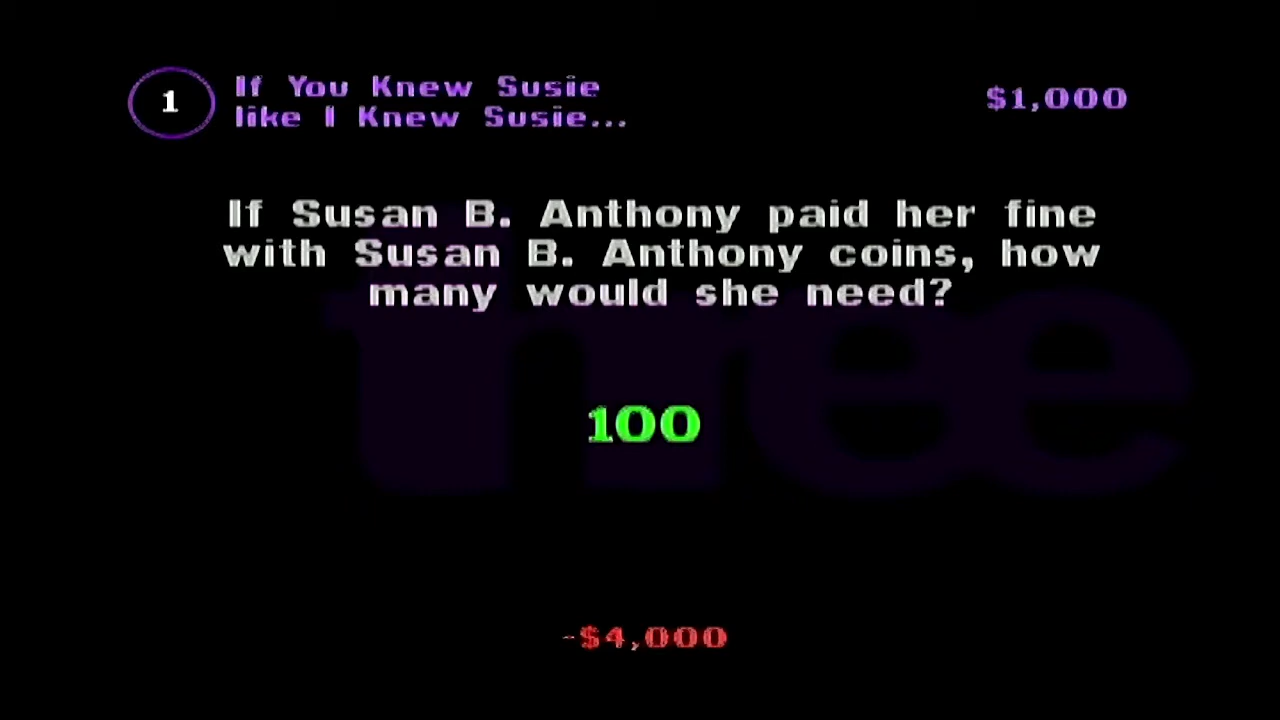 1
If You Knew Susie
like I Knew Susie...
$1,000
If Susan B. Anthony paid her fine
with Susan B. Anthony coins, how
many would she need?
three
100
-$4,000